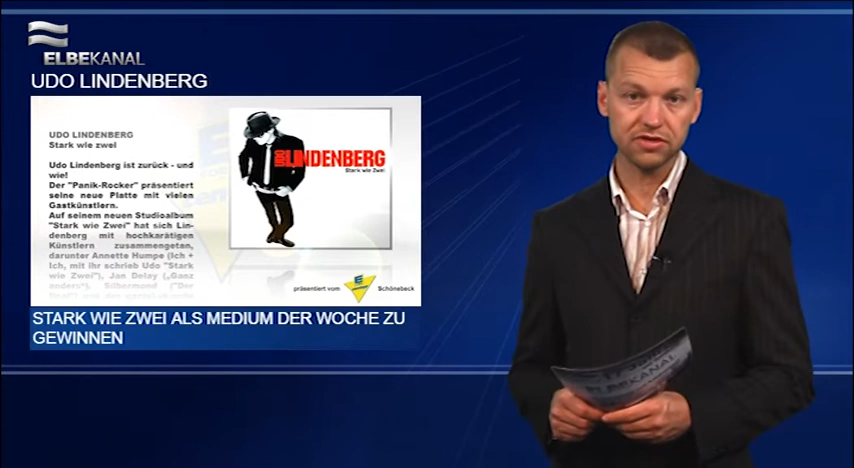 ELBEKANAL
UDO LINDENBERG
UDO LINDENBERG
Stark wie zwei
Udo Lindenberg ist zurück - und
wie!
Der "Panik-Rocker" präsentiert
seine neue Platte mit vielen
Gastkünstlern.
Auf seinem neuen Studioalbum
"Stark wie Zwei" hat sich Lin-
denberg mit hochkarätigen
Künstlern zusammengetan,
darunter Annette Humpe (Ich +
Ich, mit ihr schrieb Udo "Stark
wie Zwei"), Jan Delay („Ganz
anders“), Silbermond ("Der
UDO LINDENBERG
Stark wie Zwei
präsentiert vom
Schönebeck
STARK WIE ZWEI ALS MEDIUM DER WOCHE ZU
GEWINNEN
ELBEKANAL